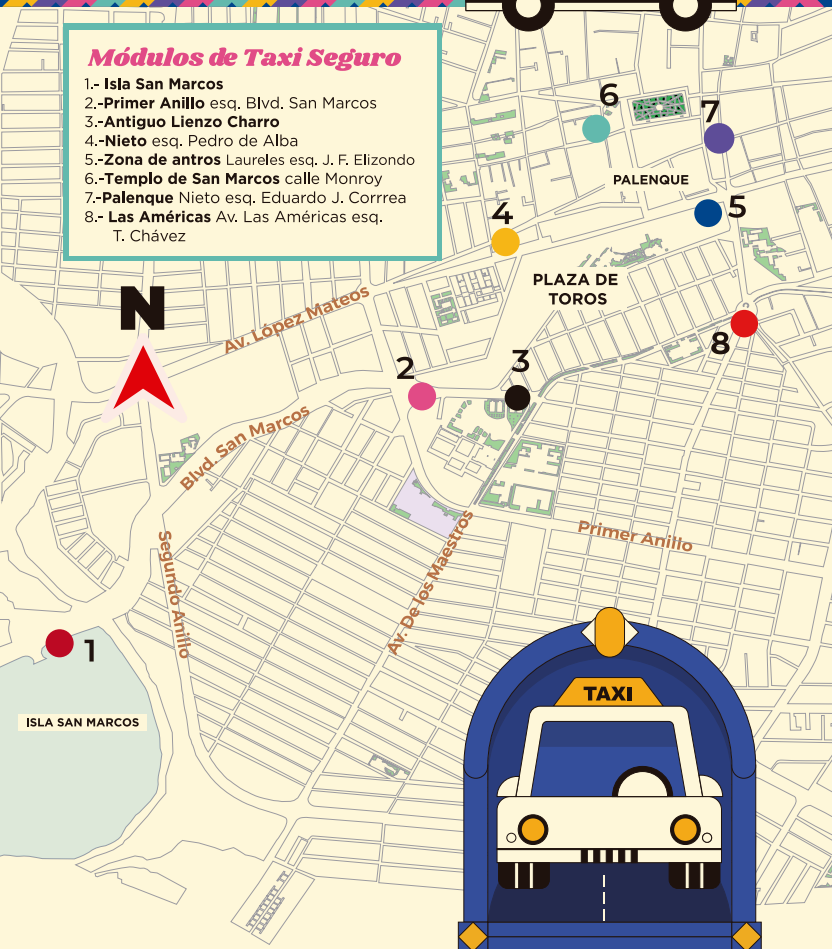 Módulos de Taxi Seguro
1.- Isla San Marcos
2.-Primer Anillo esq. Blvd. San Marcos
3.-Antiguo Lienzo Charro
4.-Nieto esq. Pedro de Alba
5.-Zona de antros Laureles esq. J. F. Elizondo
6.-Templo de San Marcos calle Monroy
7.-Palenque Nieto esq. Eduardo J. Corrrea
8.- Las Américas Av. Las Américas esq.
T. Chávez
6
7
PALENQUE
5
4
PLAZA DE
TOROS
N
Av. López Mateos
8
3
2
Blvd. San Marcos
Primer Anillo
Segundo Anillo
Av. De los Maestros
1
ISLA SAN MARCOS
TAXI